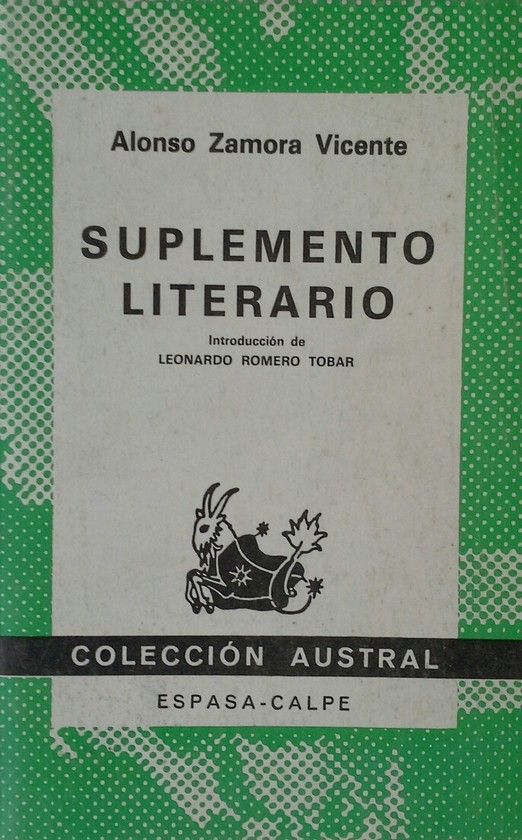 Alonso Zamora Vicente
SUPLEMENTO
LITERARIO
Introducción de
LEONARDO ROMERO TOBAR
COLECCIÓN AUSTRAL
ESPASA-CALPE